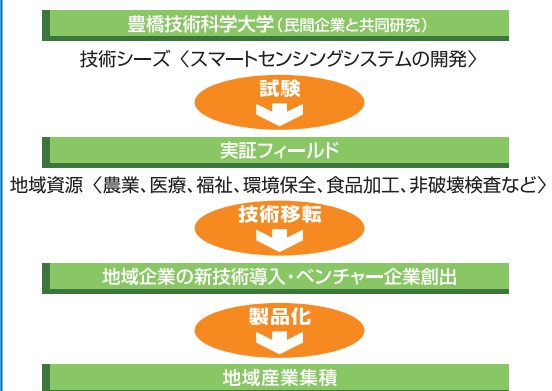 豊橋技術科学大学(民間企業と共同研究)
技術シーズ〈スマートセンシングシステムの開発〉
試験
実証フィールド
地域資源〈農業、医療、福祉、環境保全、食品加工、非破壊検査など〉
技術移転
地域企業の新技術導入・ベンチャー企業創出
製品化
地域産業集積